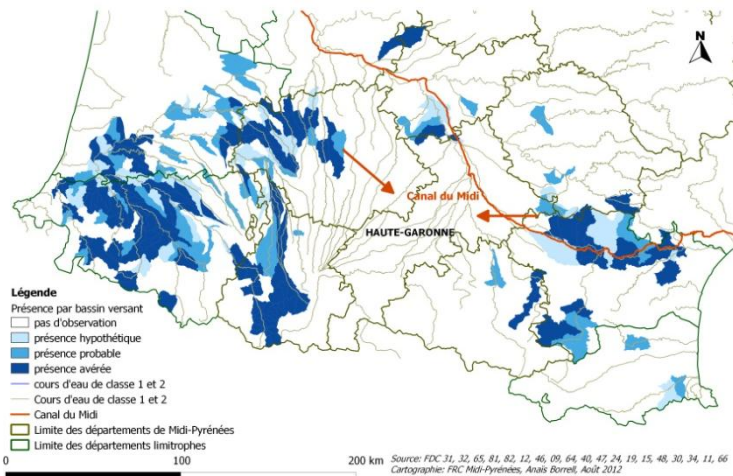 N
Canal du Midi
HAUTE-GARONNE
Légende
Présence par bassin versant
pas d'observation
présence hypothétique
présence probable
présence avérée
cours d'eau de classe 1 et 2
Cours d'eau de classe 1 et 2
Canal du Midi
Limite des départements de Midi-Pyrénées
Limite des départements limitrophes
0 100 200 km
Source: FDC 31, 32, 65, 81, 82, 12, 46, 09, 64, 40, 47, 24, 19, 15, 48, 30, 34, 11, 66
Cartographie: FRC Midi-Pyrénées, Anaïs Borrell, Août 2012